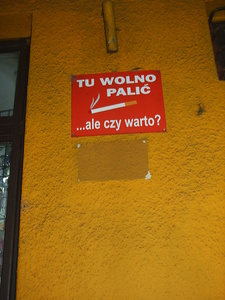 TU WOLNO
PALIĆ
...ale czy warto?